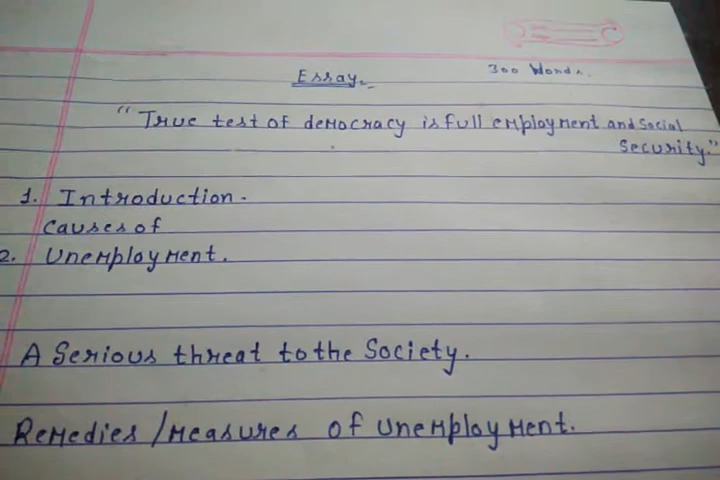 Essay
300 Words.
"True test of democracy is full employment and Social
Security."
1. Introduction.
Causes of
2. Unemployment.
A Serious threat to the Society.
Remedies / Measures of unemployment.